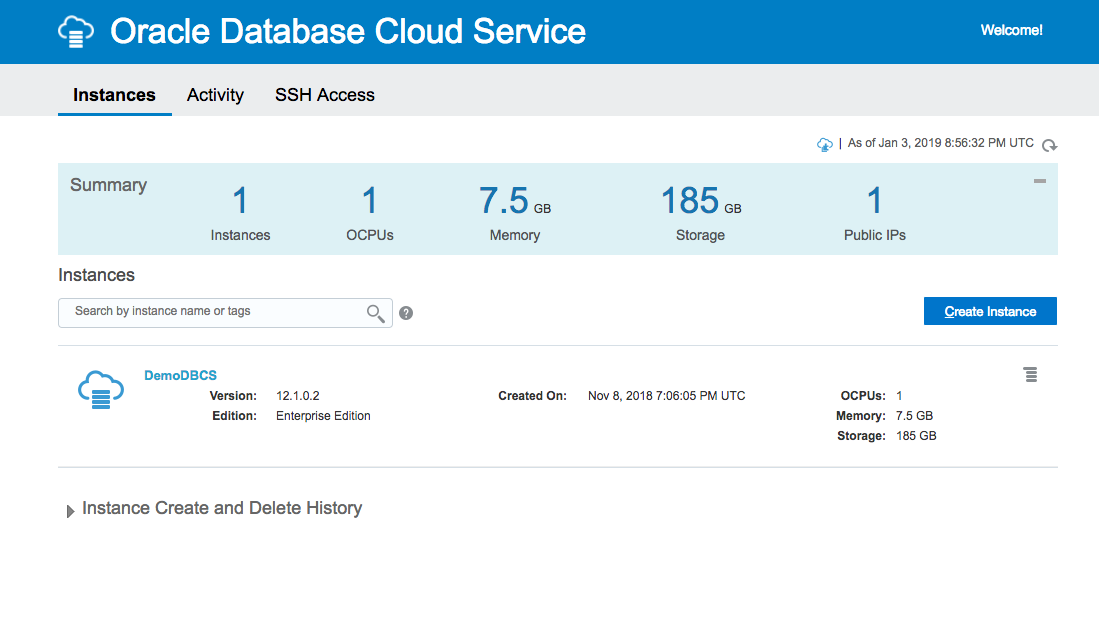 Oracle Database Cloud Service
Welcome!
Instances Activity SSH Access
| As of Jan 3, 2019 8:56:32 PM UTC
Summary
1 1 7.5 GB 185 GB 1
Instances OCPUs Memory Storage Public IPs
Instances
Search by instance name or tags
?
Create Instance
DemoDBCS
Version: 12.1.0.2 Created On: Nov 8, 2018 7:06:05 PM UTC OCPUs: 1
Edition: Enterprise Edition Memory: 7.5 GB
Storage: 185 GB
Instance Create and Delete History